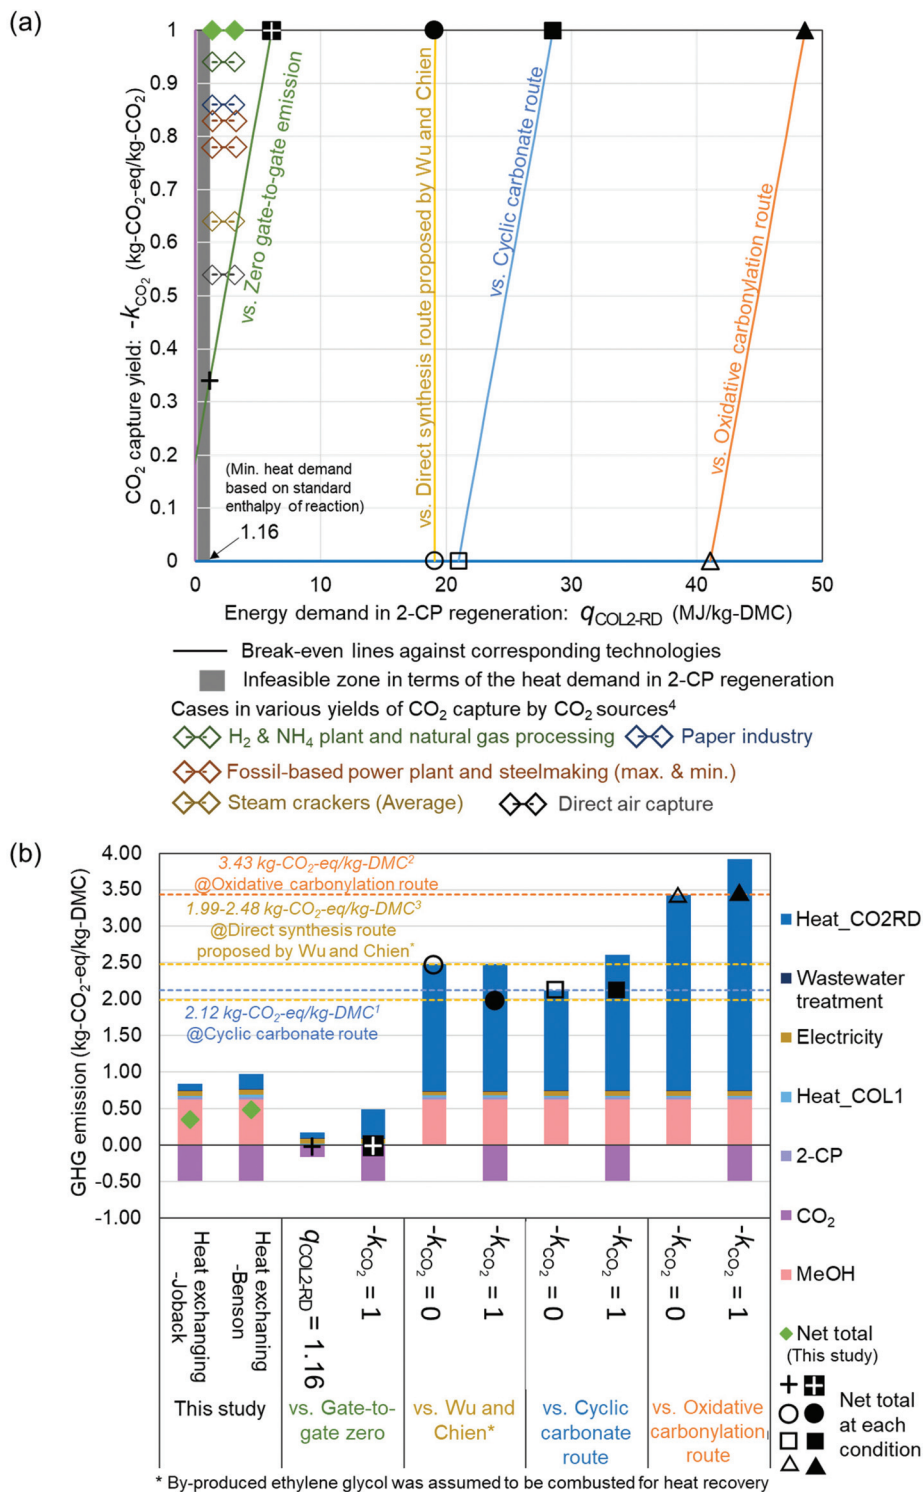 (a)
CO2 capture yield: -kCO2 (kg-CO2-eq/kg-CO2)
1
0.9
0.8
0.7
0.6
0.5
0.4
0.3
0.2
0.1
0
vs. Zero gate-to-gate emission
vs. Direct synthesis route proposed by Wu and Chien
vs. Cyclic carbonate route
vs. Oxidative carbonylation route
(Min. heat demand
based on standard
enthalpy of reaction)
1.16
0 10 20 30 40 50
Energy demand in 2-CP regeneration: qCOL2-RD (MJ/kg-DMC)
Break-even lines against corresponding technologies
Infeasible zone in terms of the heat demand in 2-CP regeneration
Cases in various yields of CO2 capture by CO2 sources4
H2 & NH4 plant and natural gas processing Paper industry
Fossil-based power plant and steelmaking (max. & min.)
Steam crackers (Average) Direct air capture
(b)
GHG emission (kg-CO2-eq/kg-DMC)
4.00
3.50
3.00
2.50
2.00
1.50
1.00
0.50
0.00
-0.50
-1.00
3.43 kg-CO2-eq/kg-DMC2
@Oxidative carbonylation route
1.99-2.48 kg-CO2-eq/kg-DMC3
@Direct synthesis route
proposed by Wu and Chien*
2.12 kg-CO2-eq/kg-DMC1
@Cyclic carbonate route
Heat exchanging
-Joback
Heat exchaning
-Benson
qCOL2-RD = 1.16
-kCO2 = 1
-kCO2 = 0
-kCO2 = 1
-kCO2 = 0
-kCO2 = 1
-kCO2 = 0
-kCO2 = 1
This study
vs. Gate-to-
gate zero
vs. Wu and
Chien*
vs. Cyclic
carbonate
route
vs. Oxidative
carbonylation
route
Heat_CO2RD
Wastewater
treatment
Electricity
Heat_COL1
2-CP
CO2
MeOH
Net total
(This study)
Net total
at each
condition
* By-produced ethylene glycol was assumed to be combusted for heat recovery